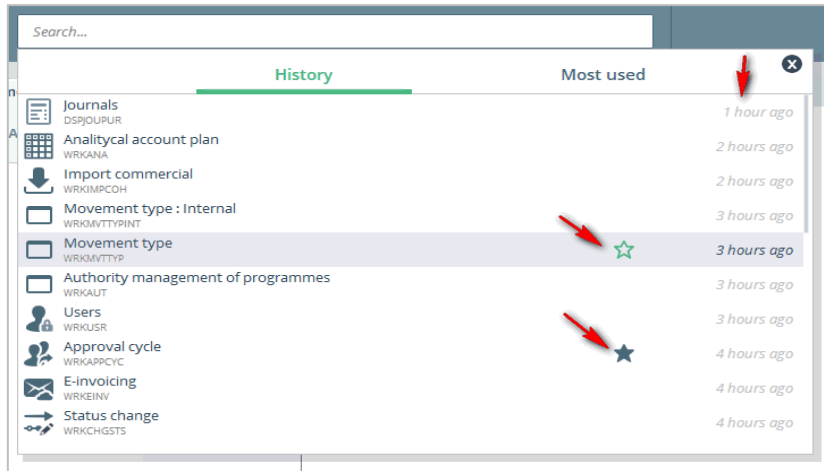 Search...
History Most used
n
Journals 1 hour ago
DSPJOUPUR
A
Analitycal account plan 2 hours ago
WRKANA
Import commercial 2 hours ago
WRKIMPCOH
Movement type : Internal 3 hours ago
WRKMVTTYPINT
Movement type 3 hours ago
WRKMVTTYP
Authority management of programmes 3 hours ago
WRKAUT
Users 3 hours ago
WRKUSR
Approval cycle 4 hours ago
WRKAPPCYC
E-invoicing 4 hours ago
WRKEINV
Status change 4 hours ago
WRKCHGSTS